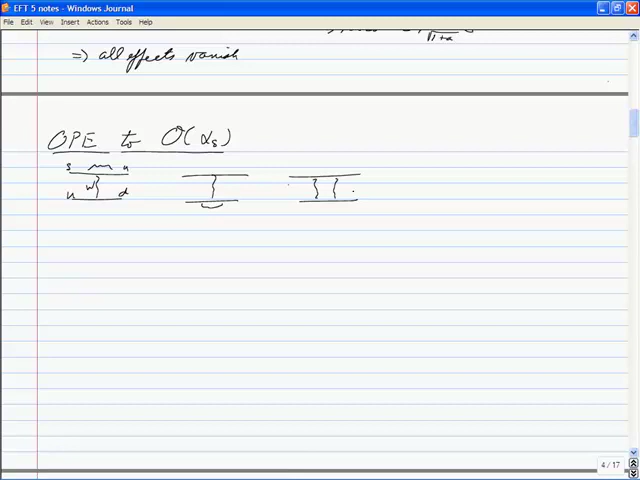 EFT 5 notes - Windows Journal
File Edit View Insert Actions Tools
√1+a
⇒ all effects vanish
OPE to O(αs)
s u
W
u d
4 / 17